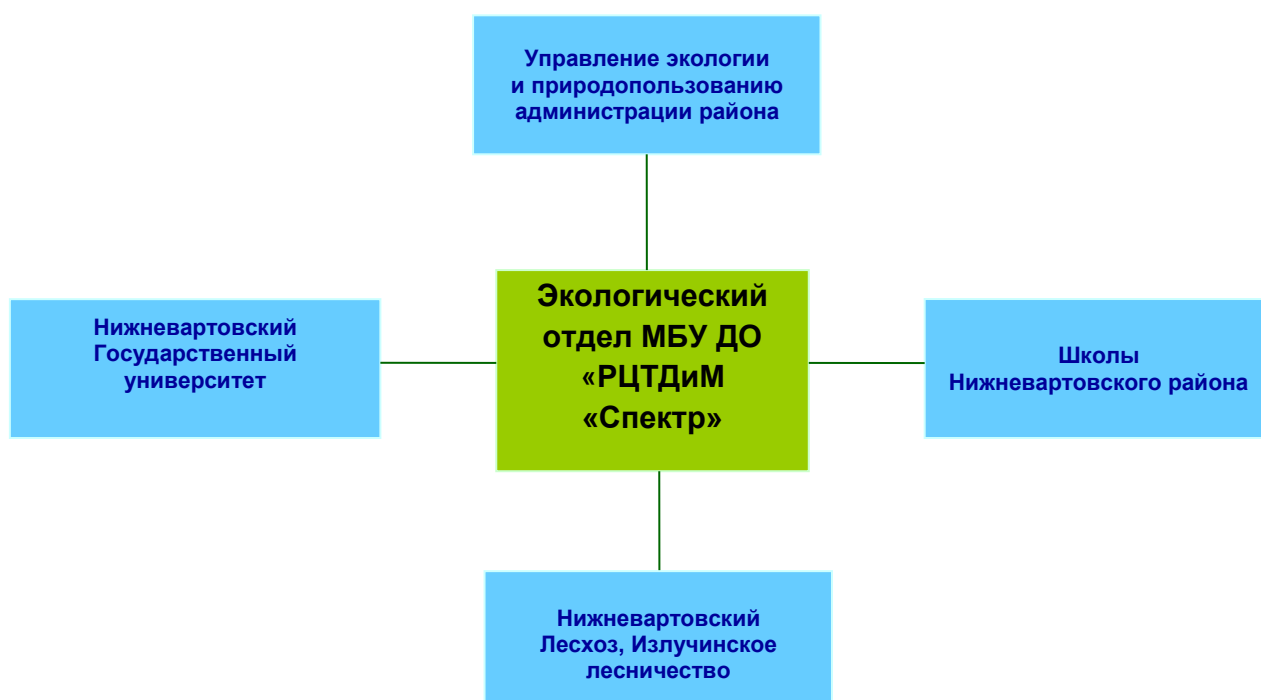 Управление экологии
и природопользованию
администрации района
Экологический
отдел МБУ ДО
«РЦТДиМ
«Спектр»
Нижневартовский
Государственный
университет
Школы
Нижневартовского района
Нижневартовский
Лесхоз, Излучинское
лесничество